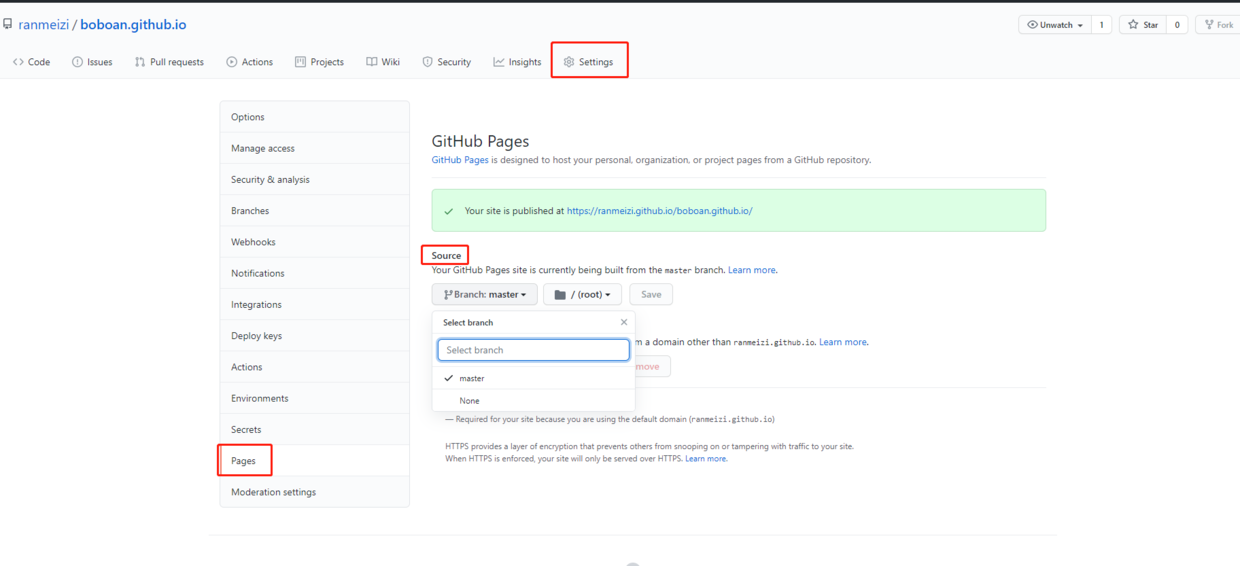 ranmeizi / boboan.github.io
Unwatch 1 Star 0 Fork
Code Issues Pull requests Actions Projects Wiki Security Insights Settings
Options
Manage access
Security & analysis
Branches
Webhooks
Notifications
Integrations
Deploy keys
Actions
Environments
Secrets
Pages
Moderation settings
GitHub Pages
GitHub Pages is designed to host your personal, organization, or project pages from a GitHub repository.
Your site is published at https://ranmeizi.github.io/boboan.github.io/
Source
Your GitHub Pages site is currently being built from the master branch. Learn more.
Branch: master / (root) Save
Select branch
Select branch
master
None
m a domain other than ranmeizi.github.io. Learn more.
move
— Required for your site because you are using the default domain (ranmeizi.github.io)
HTTPS provides a layer of encryption that prevents others from snooping on or tampering with traffic to your site.
When HTTPS is enforced, your site will only be served over HTTPS. Learn more.